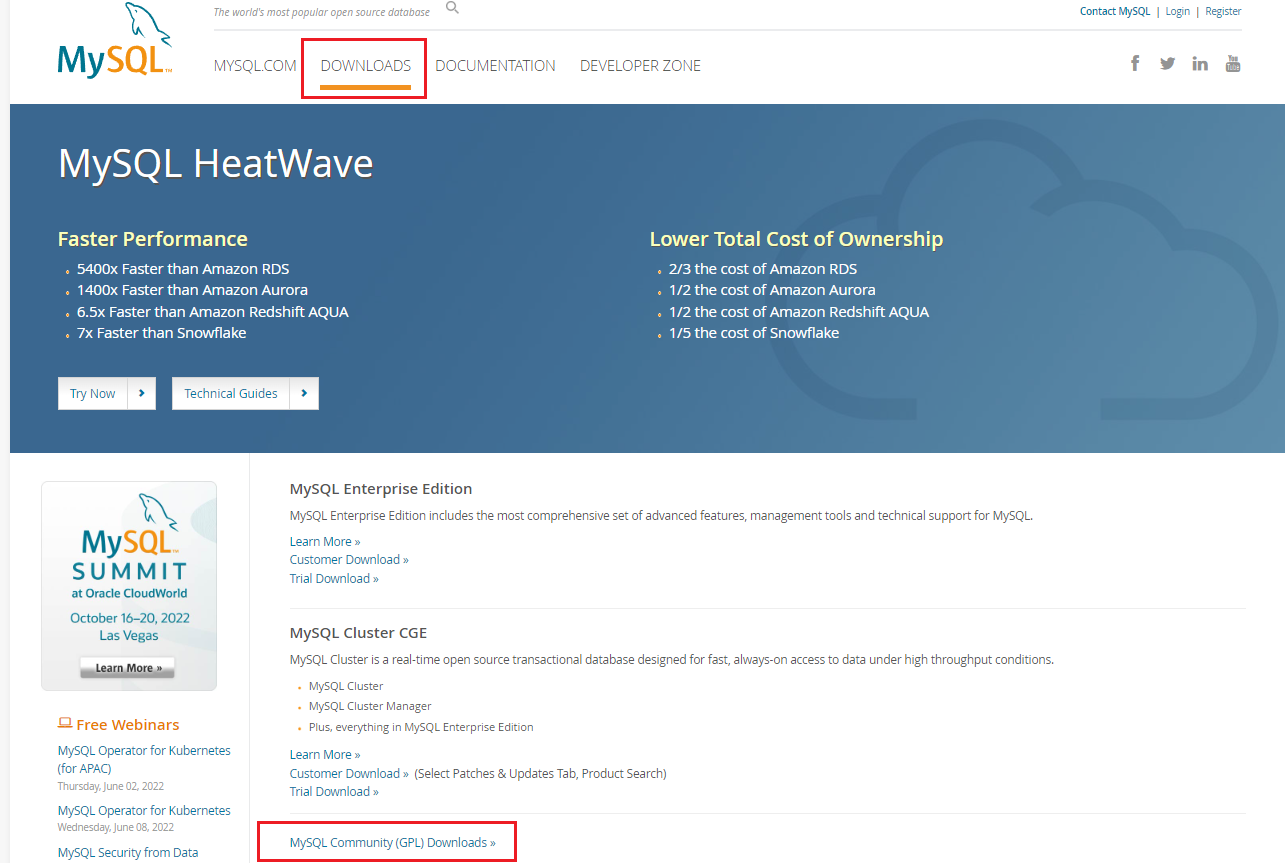 The world's most popular open source database
Contact MySQL | Login | Register
MySQL™
MYSQL.COM DOWNLOADS DOCUMENTATION DEVELOPER ZONE
MySQL HeatWave
Faster Performance
5400x Faster than Amazon RDS
1400x Faster than Amazon Aurora
6.5x Faster than Amazon Redshift AQUA
7x Faster than Snowflake
Lower Total Cost of Ownership
2/3 the cost of Amazon RDS
1/2 the cost of Amazon Aurora
1/2 the cost of Amazon Redshift AQUA
1/5 the cost of Snowflake
Try Now
Technical Guides
MySQL™
SUMMIT
at Oracle CloudWorld
October 16–20, 2022
Las Vegas
Learn More »
Free Webinars
MySQL Operator for Kubernetes
(for APAC)
Thursday, June 02, 2022
MySQL Operator for Kubernetes
Wednesday, June 08, 2022
MySQL Security from Data
MySQL Enterprise Edition
MySQL Enterprise Edition includes the most comprehensive set of advanced features, management tools and technical support for MySQL.
Learn More »
Customer Download »
Trial Download »
MySQL Cluster CGE
MySQL Cluster is a real-time open source transactional database designed for fast, always-on access to data under high throughput conditions.
MySQL Cluster
MySQL Cluster Manager
Plus, everything in MySQL Enterprise Edition
Learn More »
Customer Download » (Select Patches & Updates Tab, Product Search)
Trial Download »
MySQL Community (GPL) Downloads »